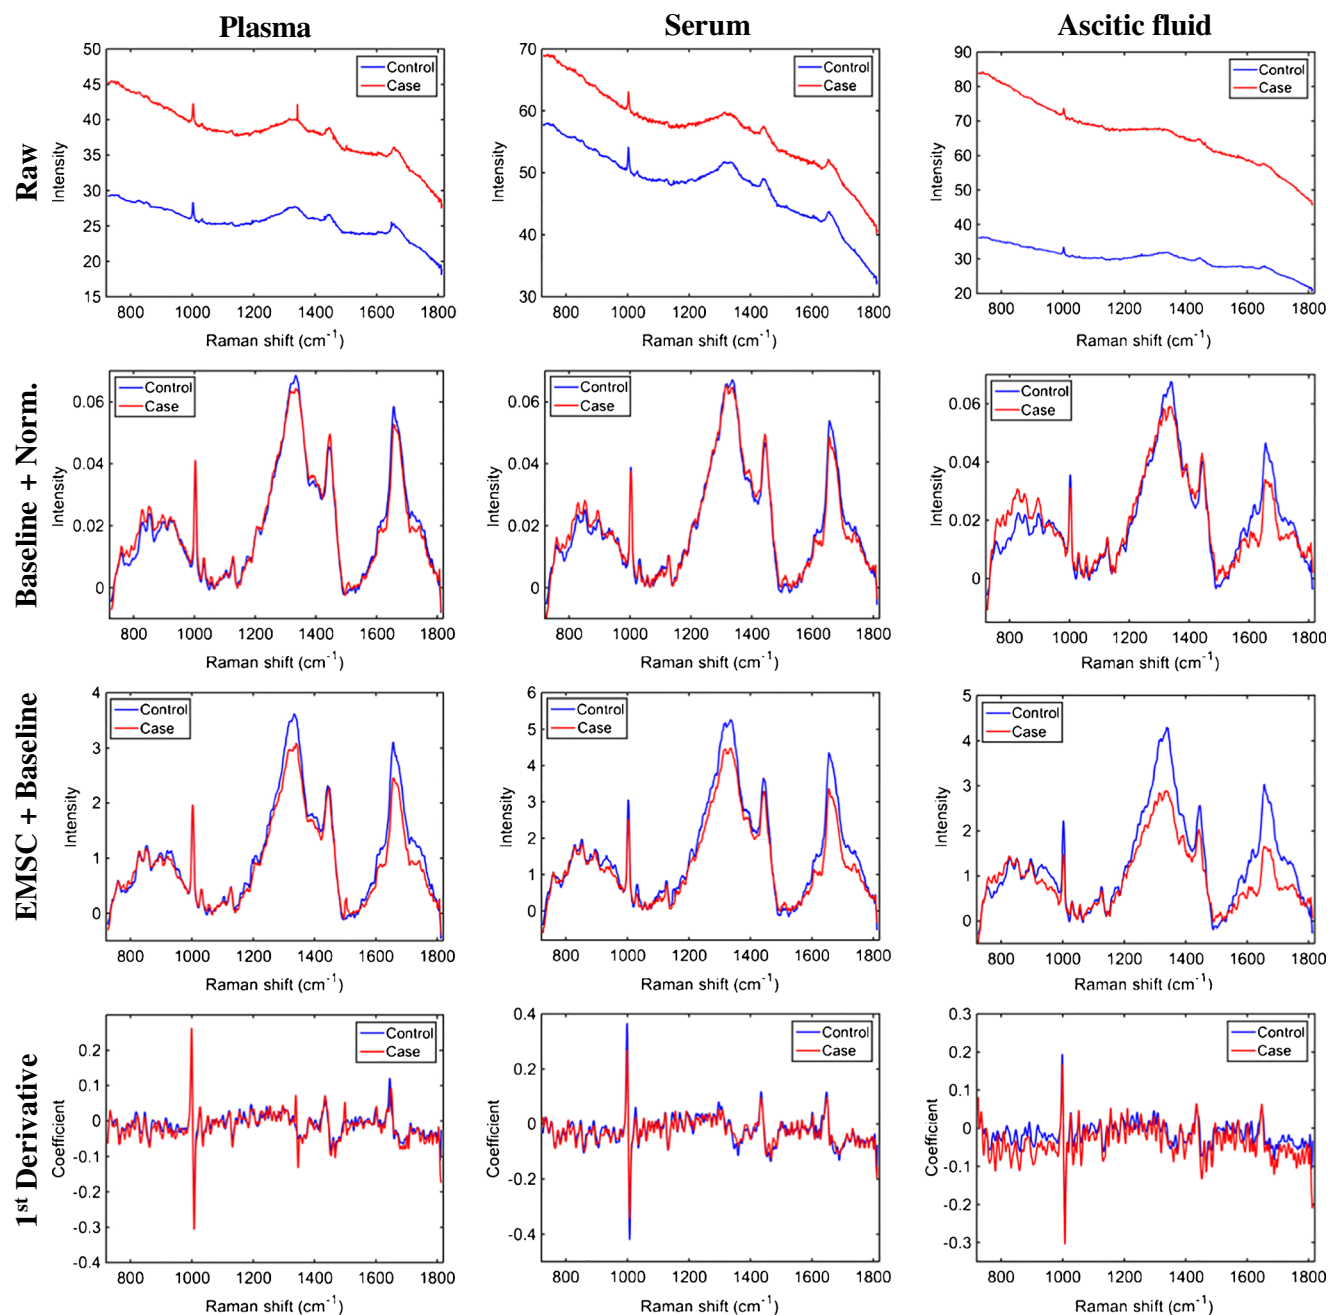 Plasma Serum Ascitic fluid
Raw
50
45
40
35
30
25
20
15
Intensity
Control
Case
800 1000 1200 1400 1600 1800
Raman shift (cm-1)
70
60
50
40
30
Intensity
Control
Case
800 1000 1200 1400 1600 1800
Raman shift (cm-1)
90
80
70
60
50
40
30
20
Intensity
Control
Case
800 1000 1200 1400 1600 1800
Raman shift (cm-1)
Baseline + Norm.
0.06
0.04
0.02
0
Intensity
Control
Case
800 1000 1200 1400 1600 1800
Raman shift (cm-1)
0.06
0.04
0.02
0
Intensity
Control
Case
800 1000 1200 1400 1600 1800
Raman shift (cm-1)
0.06
0.04
0.02
0
Intensity
Control
Case
800 1000 1200 1400 1600 1800
Raman shift (cm-1)
EMSC + Baseline
4
3
2
1
0
Intensity
Control
Case
800 1000 1200 1400 1600 1800
Raman shift (cm-1)
6
5
4
3
2
1
0
Intensity
Control
Case
800 1000 1200 1400 1600 1800
Raman shift (cm-1)
5
4
3
2
1
0
Intensity
Control
Case
800 1000 1200 1400 1600 1800
Raman shift (cm-1)
1st Derivative
0.2
0.1
0
-0.1
-0.2
-0.3
-0.4
Coefficient
Control
Case
800 1000 1200 1400 1600 1800
Raman shift (cm-1)
0.4
0.2
0
-0.2
-0.4
Coefficient
Control
Case
800 1000 1200 1400 1600 1800
Raman shift (cm-1)
0.3
0.2
0.1
0
-0.1
-0.2
-0.3
Coefficient
Control
Case
800 1000 1200 1400 1600 1800
Raman shift (cm-1)